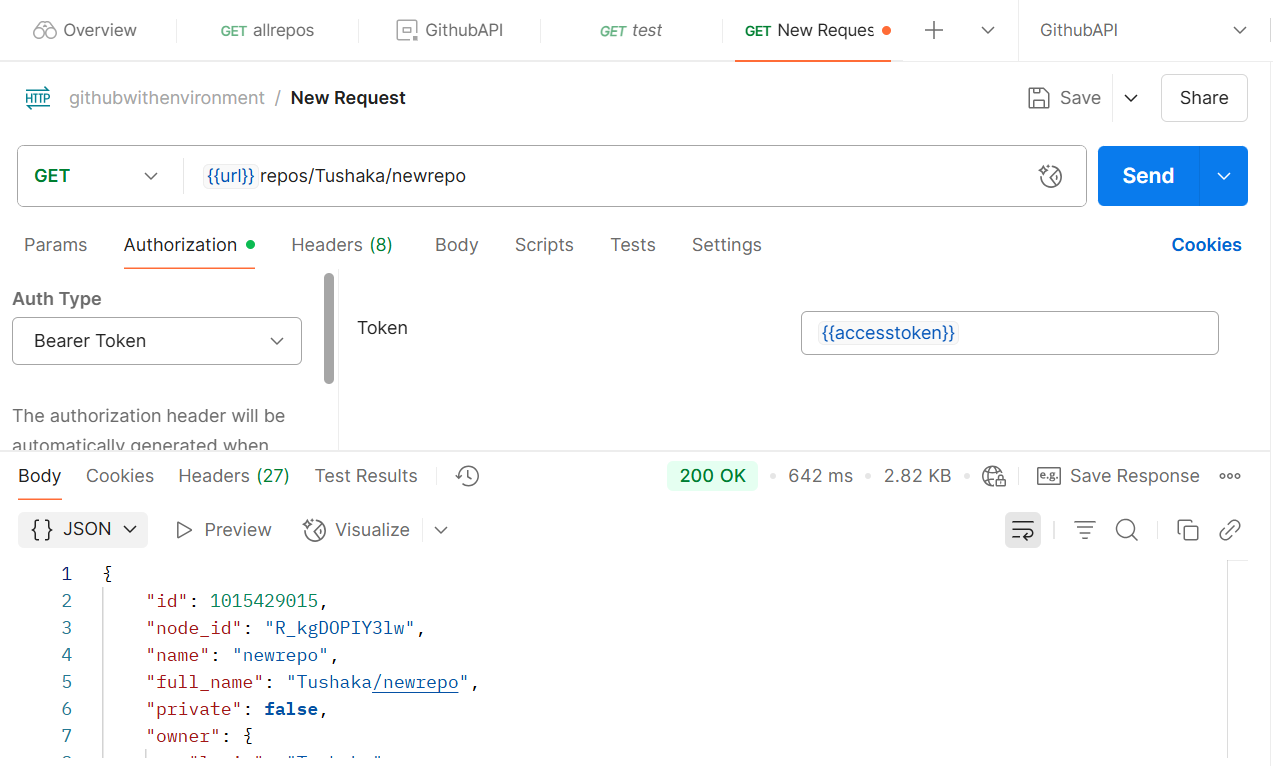 Overview GET allrepos GithubAPI GET test GET New Reques GithubAPI
HTTP githubwithenvironment / New Request Save Share
GET {{url}} repos/Tushaka/newrepo Send
Params Authorization Headers (8) Body Scripts Tests Settings Cookies
Auth Type
Bearer Token
Token {{accesstoken}}
The authorization header will be
automatically generated when
Body Cookies Headers (27) Test Results 200 OK 642 ms 2.82 KB e.g. Save Response
{} JSON Preview Visualize
1 {
2 "id": 1015429015,
3 "node_id": "R_kgDOPIY3lw",
4 "name": "newrepo",
5 "full_name": "Tushaka/newrepo",
6 "private": false,
7 "owner": {